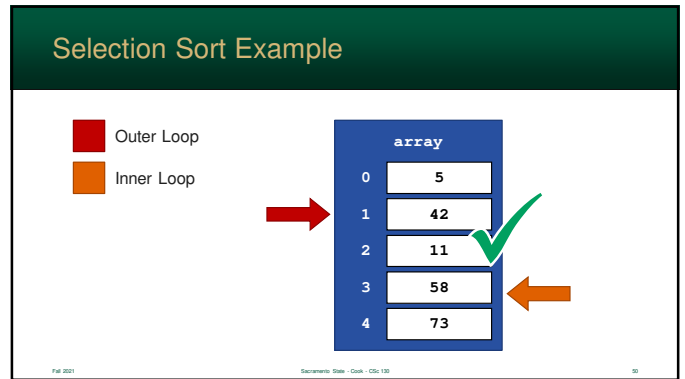 Selection Sort Example
Outer Loop
Inner Loop
array
0 5
1 42
2 11
3 58
4 73
Fall 2021 Sacramento State - Cook - CSc 130 50